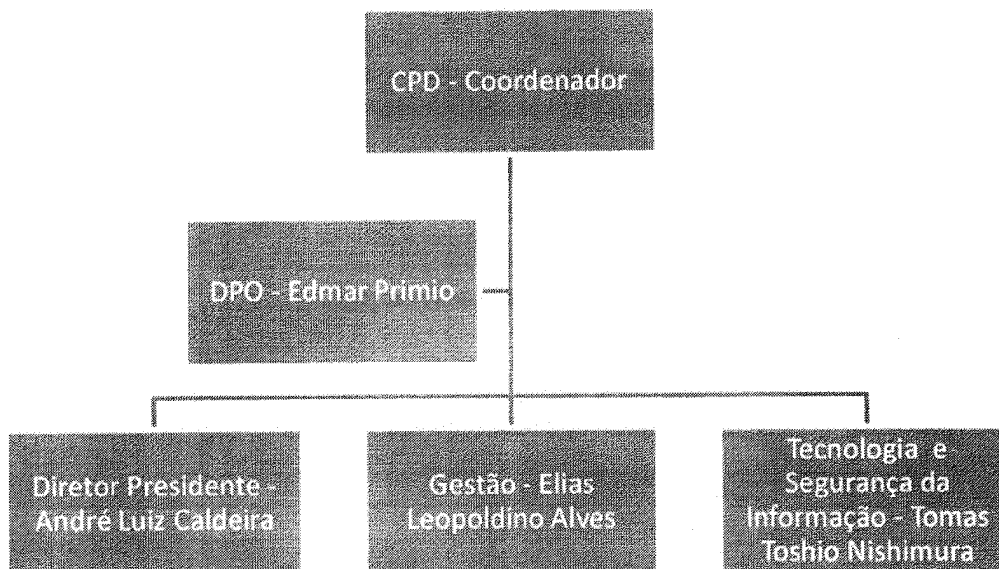 CPD - Coordenador
DPO - Edmar Primio
Diretor Presidente -
André Luiz Caldeira
Gestão - Elias
Leopoldino Alves
Tecnologia e
Segurança da
Informação - Tomas
Toshio Nishimura